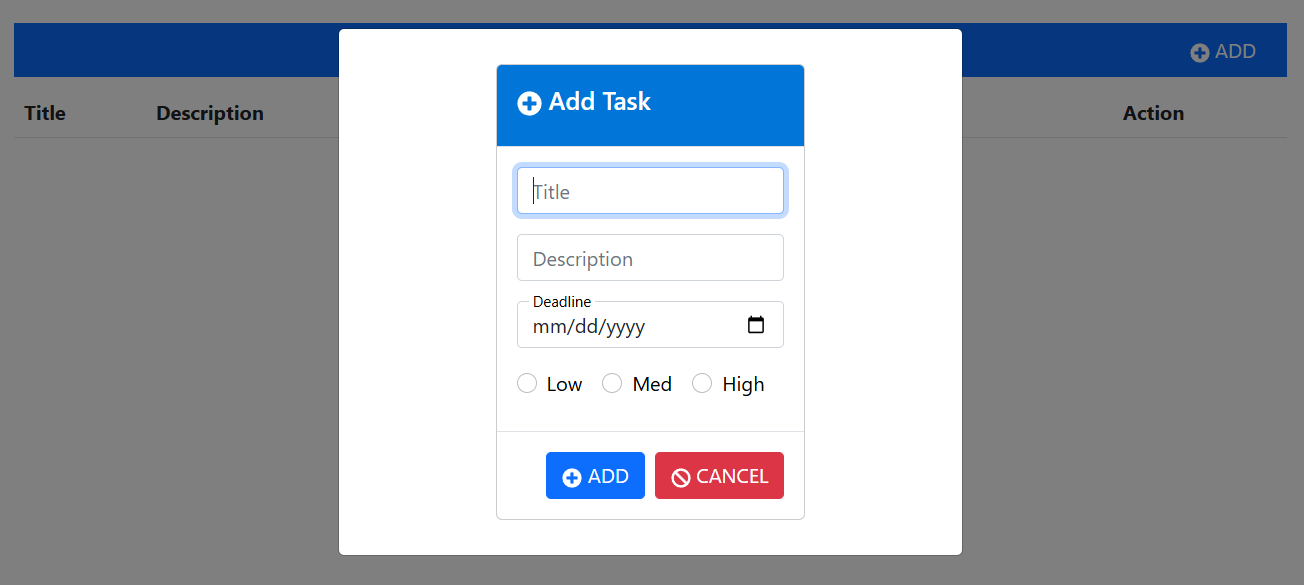 ADD
Title Description Action
Add Task
Title
Description
Deadline
mm/dd/yyyy
Low Med High
ADD CANCEL